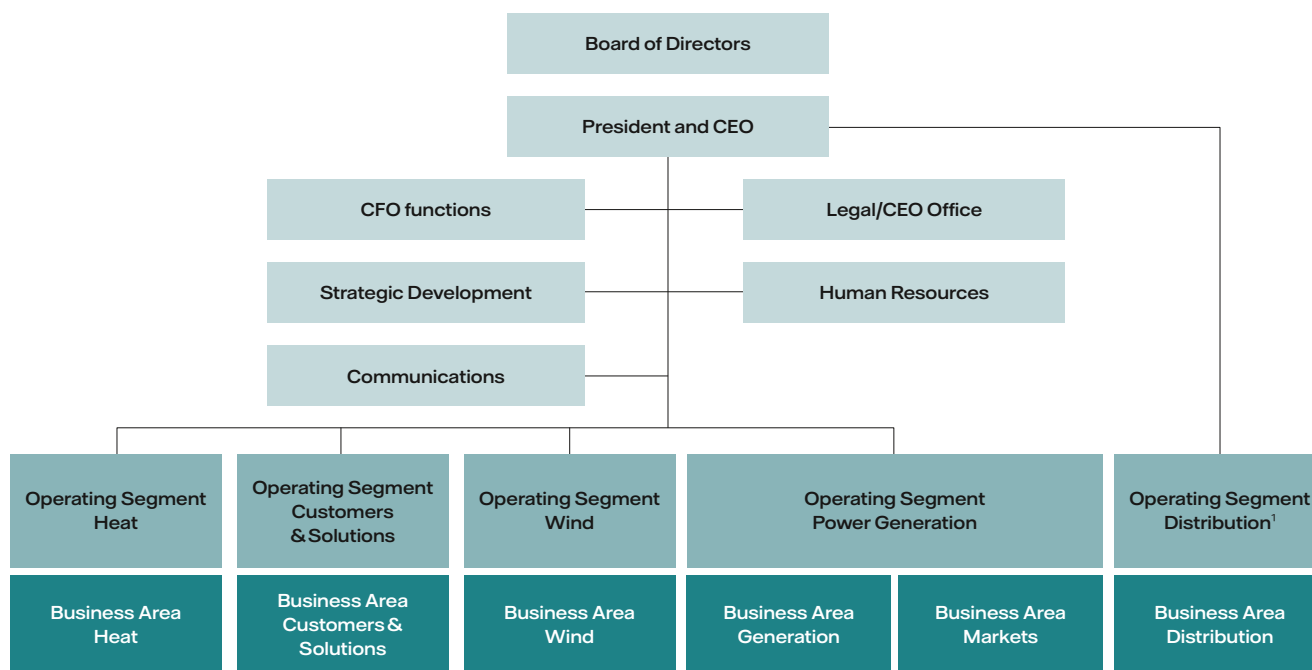 Board of Directors
President and CEO
CFO functions
Legal/CEO Office
Strategic Development
Human Resources
Communications
Operating Segment
Heat
Operating Segment
Customers
& Solutions
Operating Segment
Wind
Operating Segment
Power Generation
Operating Segment
Distribution¹
Business Area
Heat
Business Area
Customers &
Solutions
Business Area
Wind
Business Area
Generation
Business Area
Markets
Business Area
Distribution